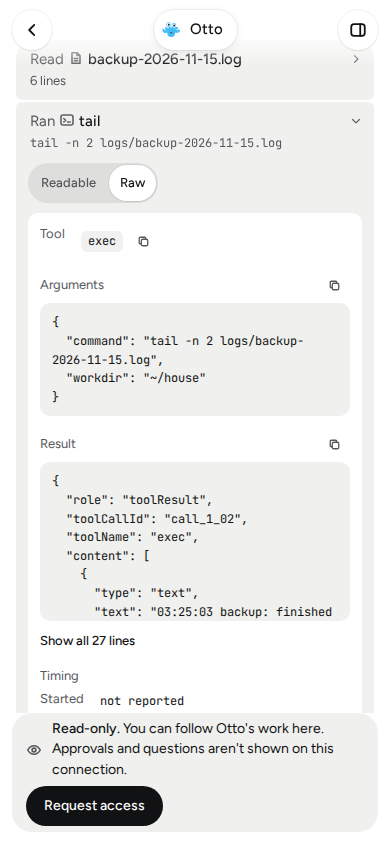 Otto
Read backup-2026-11-15.log
6 lines
Ran tail
tail -n 2 logs/backup-2026-11-15.log
Readable Raw
Tool exec
Arguments
{
"command": "tail -n 2 logs/backup-
2026-11-15.log",
"workdir": "~/house"
}
Result
{
"role": "toolResult",
"toolCallId": "call_1_02",
"toolName": "exec",
"content": [
{
"type": "text",
"text": "03:25:03 backup: finished
Show all 27 lines
Timing
Started not reported
Read-only. You can follow Otto's work here.
Approvals and questions aren't shown on this
connection.
Request access